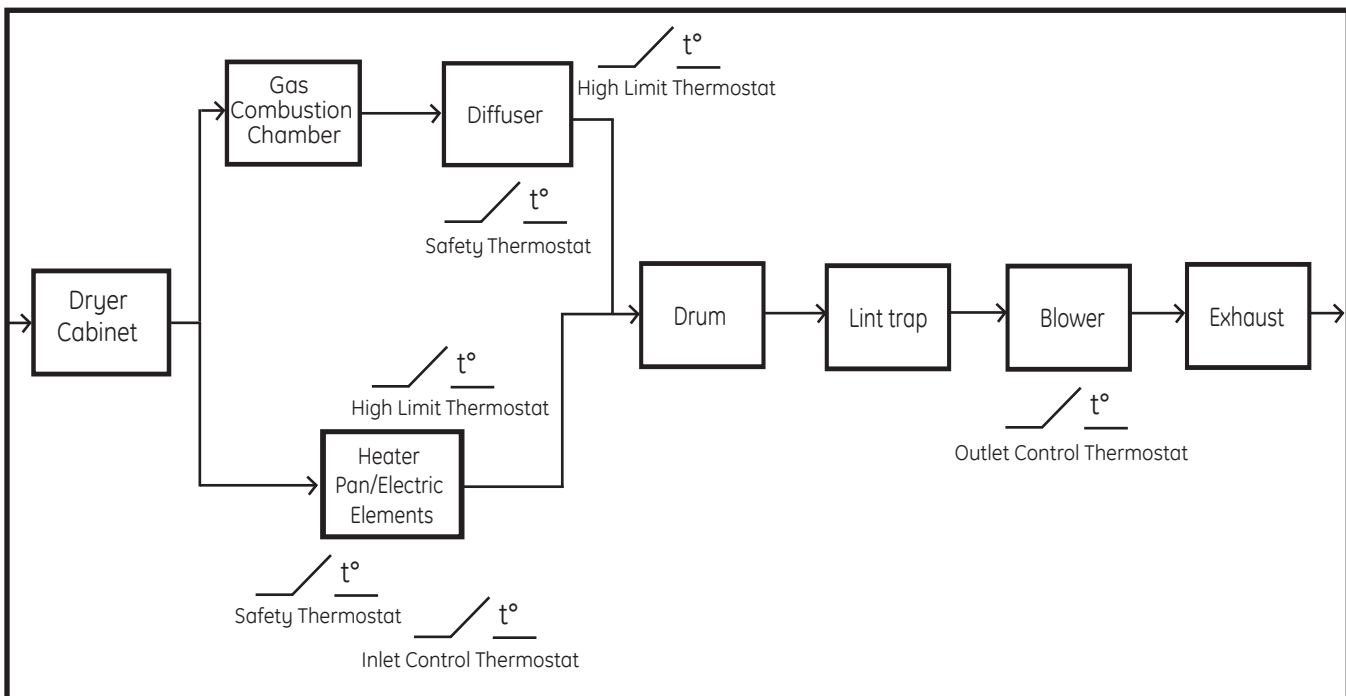 t°
High Limit Thermostat
Gas
Combustion
Chamber
Diffuser
t°
Safety Thermostat
Dryer
Cabinet
Drum
Lint trap
Blower
Exhaust
t°
High Limit Thermostat
t°
Outlet Control Thermostat
Heater
Pan/Electric
Elements
t°
Safety Thermostat
t°
Inlet Control Thermostat